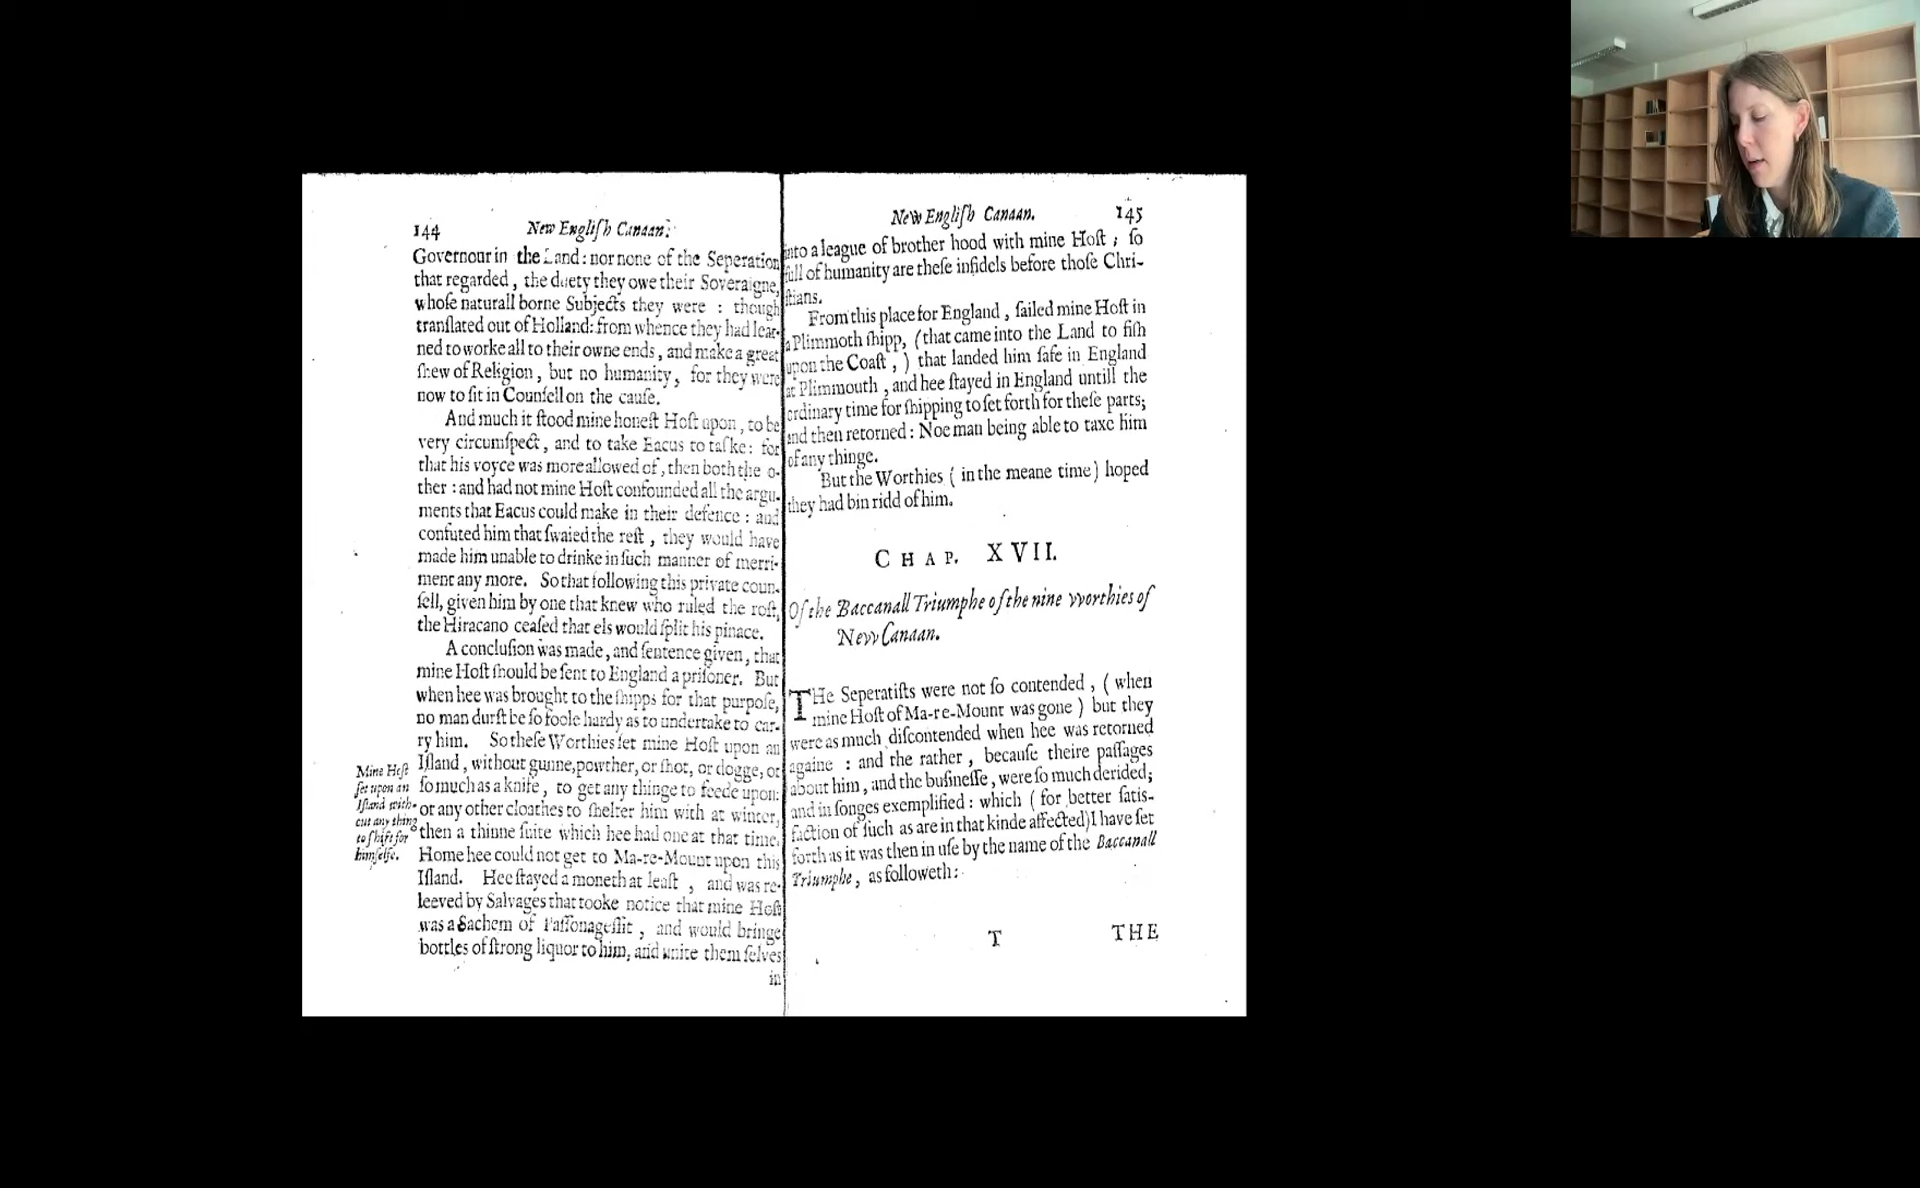 144 New Engliſh Canaan:
Governour in the Land: nor none of the Seperation
that regarded, the duety they owe their Soveraigne,
whoſe naturall borne Subjects they were : though
tranſlated out of Holland: from whence they had lear-
ned to worke all to their owne ends, and make a great
ſhew of Religion, but no humanity, for they were
now to ſit in Counſell on the cauſe.
And much it ſtood mine honeſt Hoſt upon, to be
very circumſpect, and to take Eacus to taſke: for
that his voyce was more allowed of, then both the o-
ther : and had not mine Hoſt confounded all the argu-
ments that Eacus could make in their defence : and
confuted him that ſwaied the reſt, they would have
made him unable to drinke in ſuch manner of merri-
ment any more. So that following this private coun-
ſell, given him by one that knew who ruled the roſt,
the Hiracano ceaſed that els would ſplit his pinace.
A concluſion was made, and ſentence given, that
mine Hoſt ſhould be ſent to England a priſoner. But
when hee was brought to the ſhipps for that purpoſe,
no man durſt be ſo foole hardy as to undertake to car-
ry him. So theſe Worthies ſet mine Hoſt upon an
Iſland, without gunne, powther, or ſhot, or dogge, or
ſo much as a knife, to get any thinge to feede upon:
or any other cloathes to ſhelter him with at winter,
then a thinne ſuite which hee had one at that time.
Home hee could not get to Ma-re-Mount upon this
Iſland. Hee ſtayed a moneth at leaſt, and was re-
leeved by Salvages that tooke notice that mine Hoſt
was a Sachem of Paſſonageſſit, and would bringe
bottles of ſtrong liquor to him, and unite them ſelves
in
Mine Hoſt
ſet upon an
Iſland with-
out any thing
to ſhift for
himſelfe.
New Engliſh Canaan. 145
into a league of brother hood with mine Hoſt ; ſo
full of humanity are theſe infidels before thoſe Chri-
ſtians.
From this place for England, ſailed mine Hoſt in
a Plimmoth ſhipp, (that came into the Land to fiſh
upon the Coaſt,) that landed him ſafe in England
at Plimmouth, and hee ſtayed in England untill the
ordinary time for ſhipping to ſet forth for theſe parts;
and then retorned : Noe man being able to taxe him
of any thinge.
But the Worthies (in the meane time) hoped
they had bin ridd of him.
CHAP. XVII.
Of the Baccanall Triumphe of the nine vvorthies of
Nevv Canaan.
THe Seperatiſts were not ſo contended, (when
mine Hoſt of Ma-re-Mount was gone) but they
were as much diſcontended when hee was retorned
againe : and the rather, becauſe theire paſſages
about him, and the buſineſſe, were ſo much derided;
and in ſonges exemplified : which (for better ſatis-
faction of ſuch as are in that kinde affected) I have ſet
forth as it was then in uſe by the name of the Baccanall
Triumphe, as followeth:
T THE